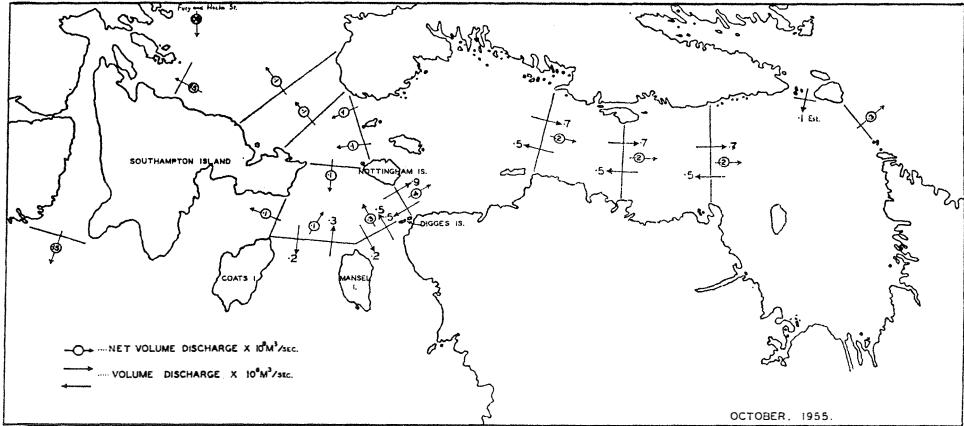 Fury and Hecla St.
.7
.5
.7
.5
.7
.5
.1 Est.
SOUTHAMPTON ISLAND
NOTTINGHAM IS.
.9
.5
.5
DIGGES IS.
.3
.2
.2
COATS I.
MANSEL
I.
.... NET VOLUME DISCHARGE X 10⁶M³/SEC.
..... VOLUME DISCHARGE X 10⁶M³/SEC.
OCTOBER, 1955.